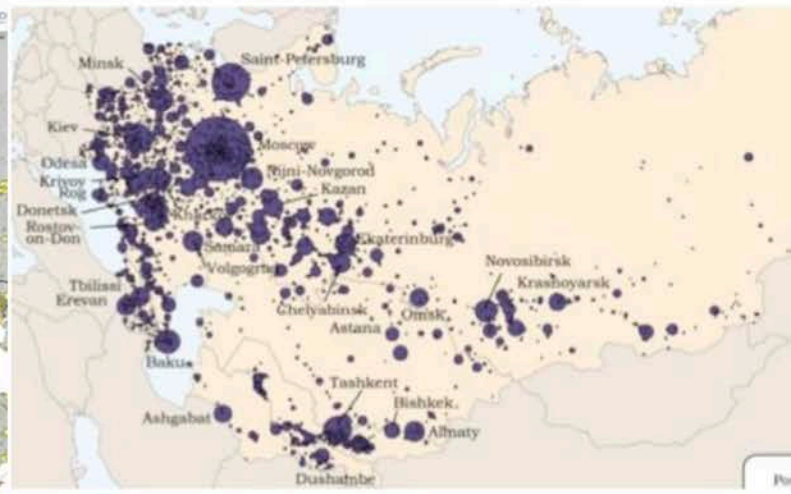 Saint-Petersburg
Minsk
Kiev
Moscow
Odesa
Nijni-Novgorod
Krivoy
Rog
Kazan
Donetsk
Rostov-
on-Don
Ekaterinburg
Samara
Volgograd
Novosibirsk
Krasnoyarsk
Tbilissi
Erevan
Chelyabinsk
Omsk
Astana
Baku
Tashkent
Bishkek
Ashgabat
Almaty
Dushambe